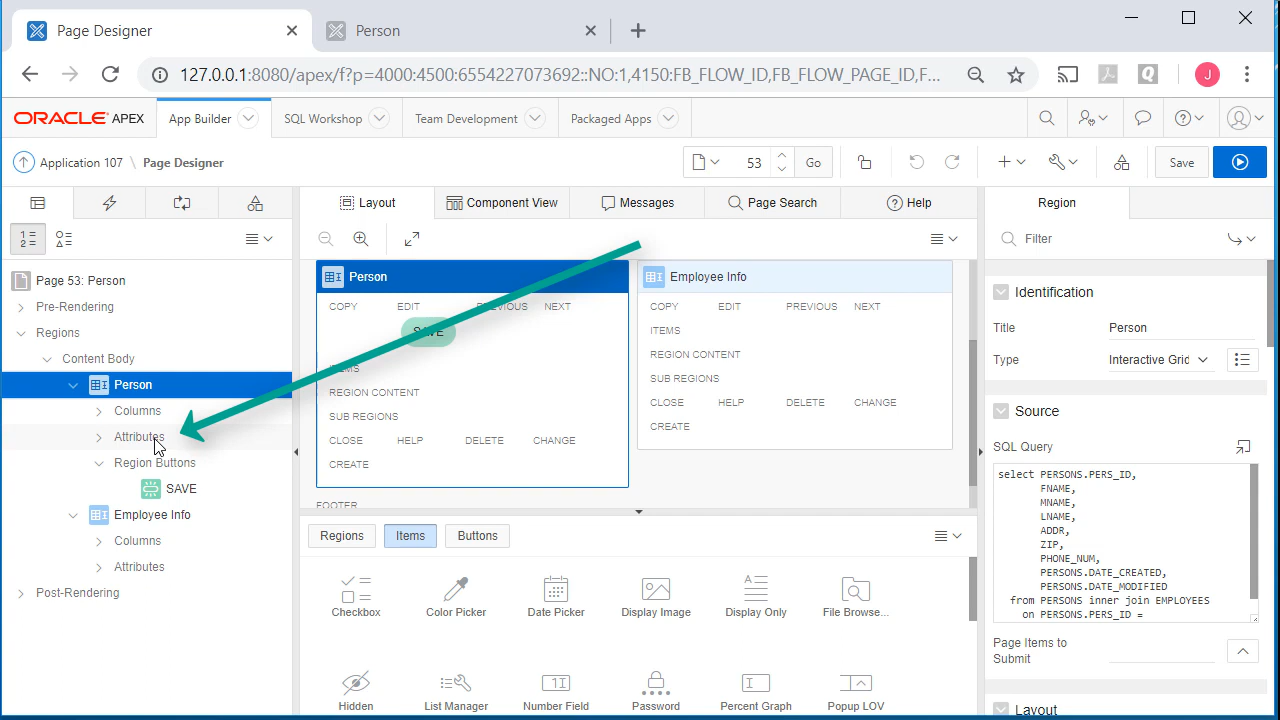 Page Designer
Person
127.0.0.1:8080/apex/f?p=4000:4500:6554227073692::NO:1,4150:FB_FLOW_ID,FB_FLOW_PAGE_ID,F...
J
ORACLE APEX
App Builder
SQL Workshop
Team Development
Packaged Apps
Application 107 \ Page Designer
53
Go
Save
Layout
Component View
Messages
Page Search
Help
Region
Filter
Page 53: Person
Pre-Rendering
Regions
Content Body
Person
Columns
Attributes
Region Buttons
SAVE
Employee Info
Columns
Attributes
Post-Rendering
Person
COPY EDIT PREVIOUS NEXT
SAVE
ITEMS
REGION CONTENT
SUB REGIONS
CLOSE HELP DELETE CHANGE
CREATE
FOOTER
Employee Info
COPY EDIT PREVIOUS NEXT
ITEMS
REGION CONTENT
SUB REGIONS
CLOSE HELP DELETE CHANGE
CREATE
Regions
Items
Buttons
Checkbox
Color Picker
Date Picker
Display Image
Display Only
File Browse...
Hidden
List Manager
Number Field
Password
Percent Graph
Popup LOV
Identification
Title Person
Type Interactive Grid
Source
SQL Query
select PERSONS.PERS_ID,
FNAME,
MNAME,
LNAME,
ADDR,
ZIP,
PHONE_NUM,
PERSONS.DATE_CREATED,
PERSONS.DATE_MODIFIED
from PERSONS inner join EMPLOYEES
on PERSONS.PERS_ID =
Page Items to
Submit
Layout